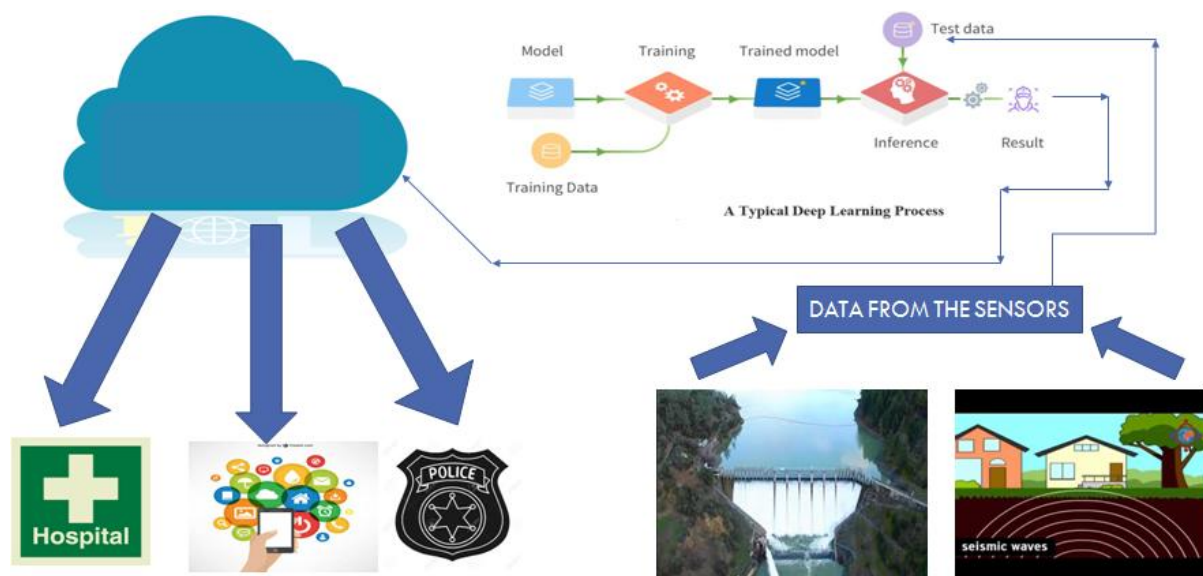 Test data
Model
Training
Trained model
Inference
Result
Training Data
A Typical Deep Learning Process
DATA FROM THE SENSORS
Hospital
POLICE
seismic waves